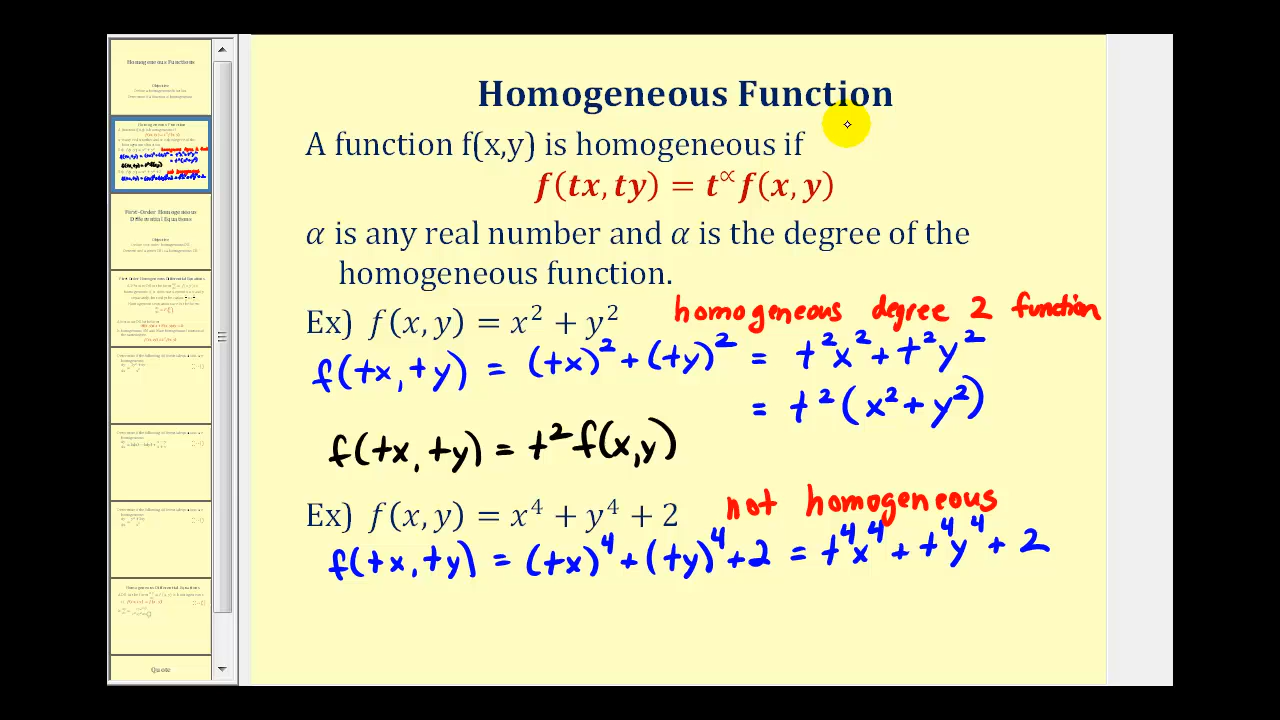 Homogeneous Functions
Objective
Homogeneous Function
First-Order Homogeneous
Differential Equations
Objective
Quote
Homogeneous Function
A function f(x,y) is homogeneous if
f(tx, ty) = t^∝ f(x, y)
α is any real number and α is the degree of the
homogeneous function.
homogeneous degree 2 function
Ex) f(x, y) = x² + y²
f(tx, ty) = (tx)² + (ty)² = t²x² + t²y²
= t²(x² + y²)
f(tx, ty) = t²f(x,y)
Ex) f(x, y) = x⁴ + y⁴ + 2 not homogeneous
f(tx, ty) = (tx)⁴ + (ty)⁴ + 2 = t⁴x⁴ + t⁴y⁴ + 2